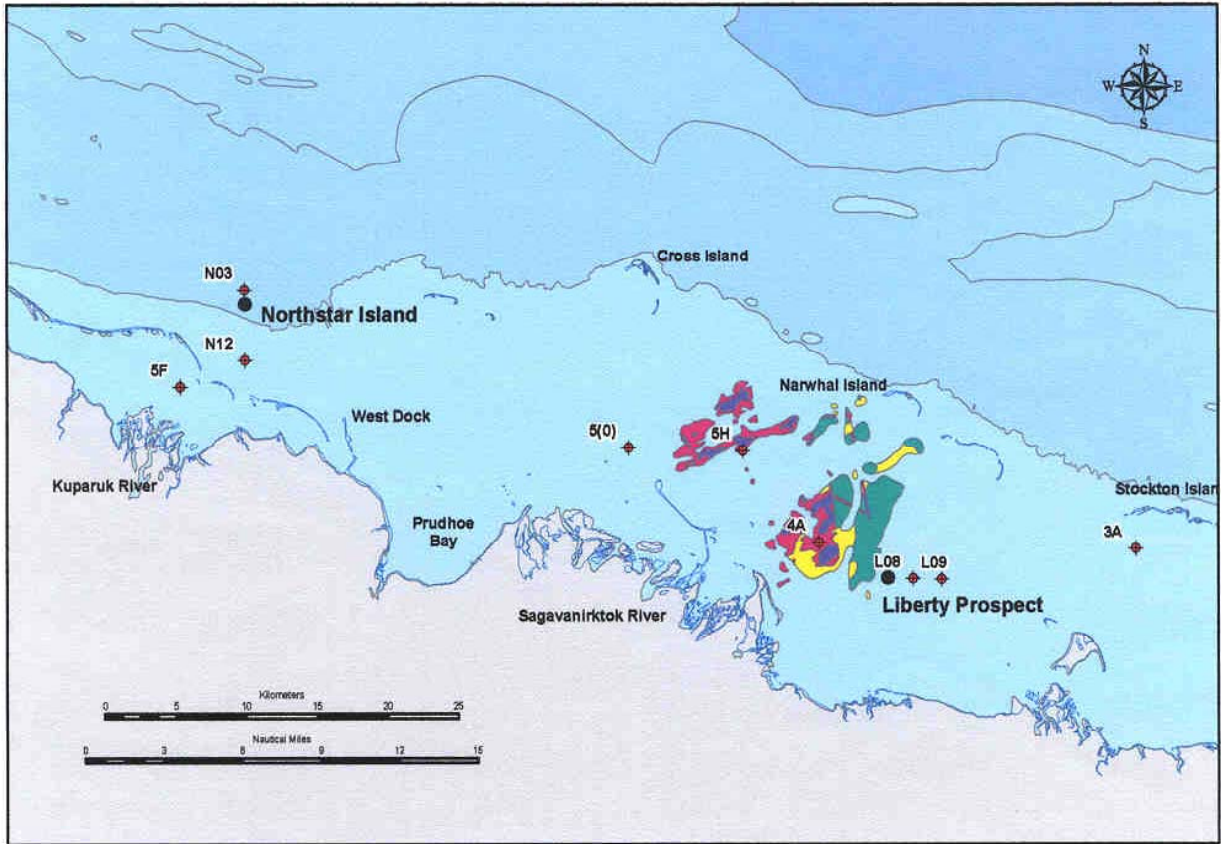 N
W E
S
Cross Island
N03
Northstar Island
N12
5F
Narwhal Island
West Dock
5(0)
5H
Kuparuk River
Stockton Islan
Prudhoe
Bay
4A
3A
L08 L09
Liberty Prospect
Sagavanirktok River
Kilometers
0 5 10 15 20 25
Nautical Miles
0 3 6 9 12 15